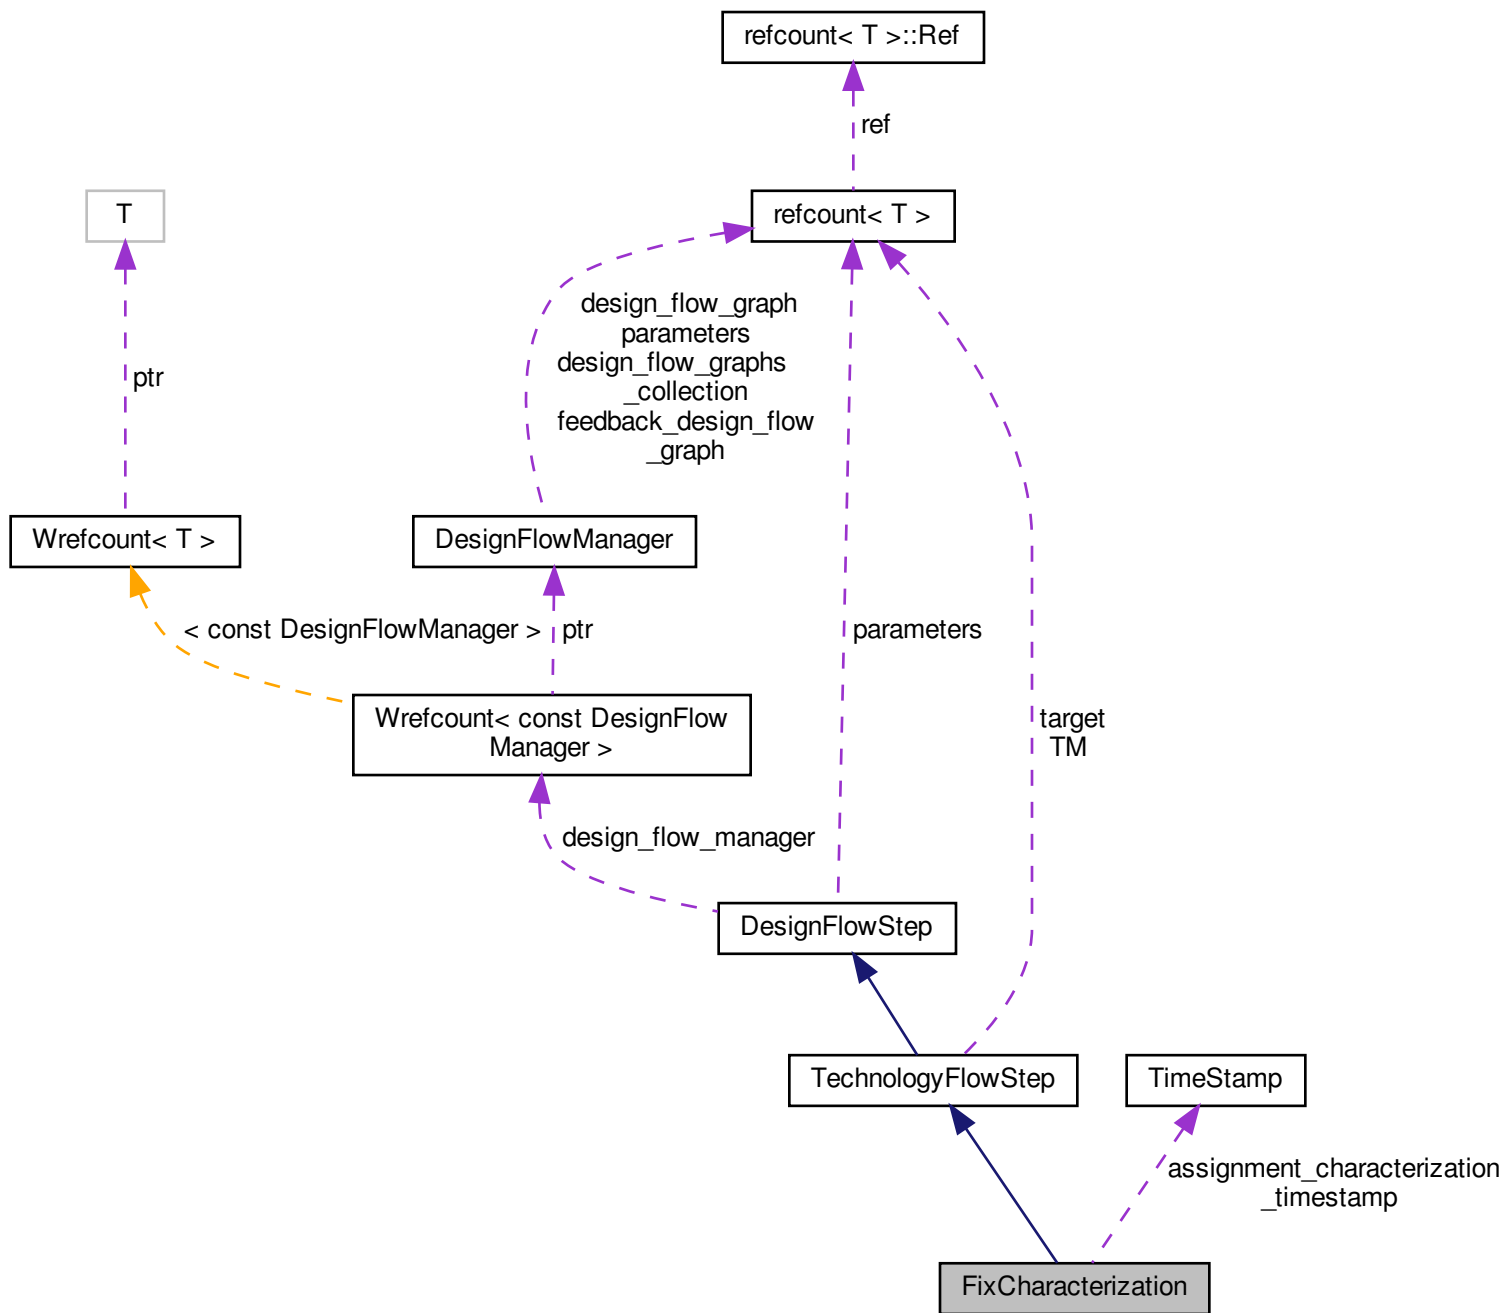 refcount< T >::Ref
ref
T
refcount< T >
design_flow_graph
parameters
design_flow_graphs
_collection
feedback_design_flow
_graph
ptr
Wrefcount< T >
DesignFlowManager
< const DesignFlowManager >
ptr
parameters
Wrefcount< const DesignFlow
Manager >
target
TM
design_flow_manager
DesignFlowStep
TechnologyFlowStep
TimeStamp
assignment_characterization
_timestamp
FixCharacterization